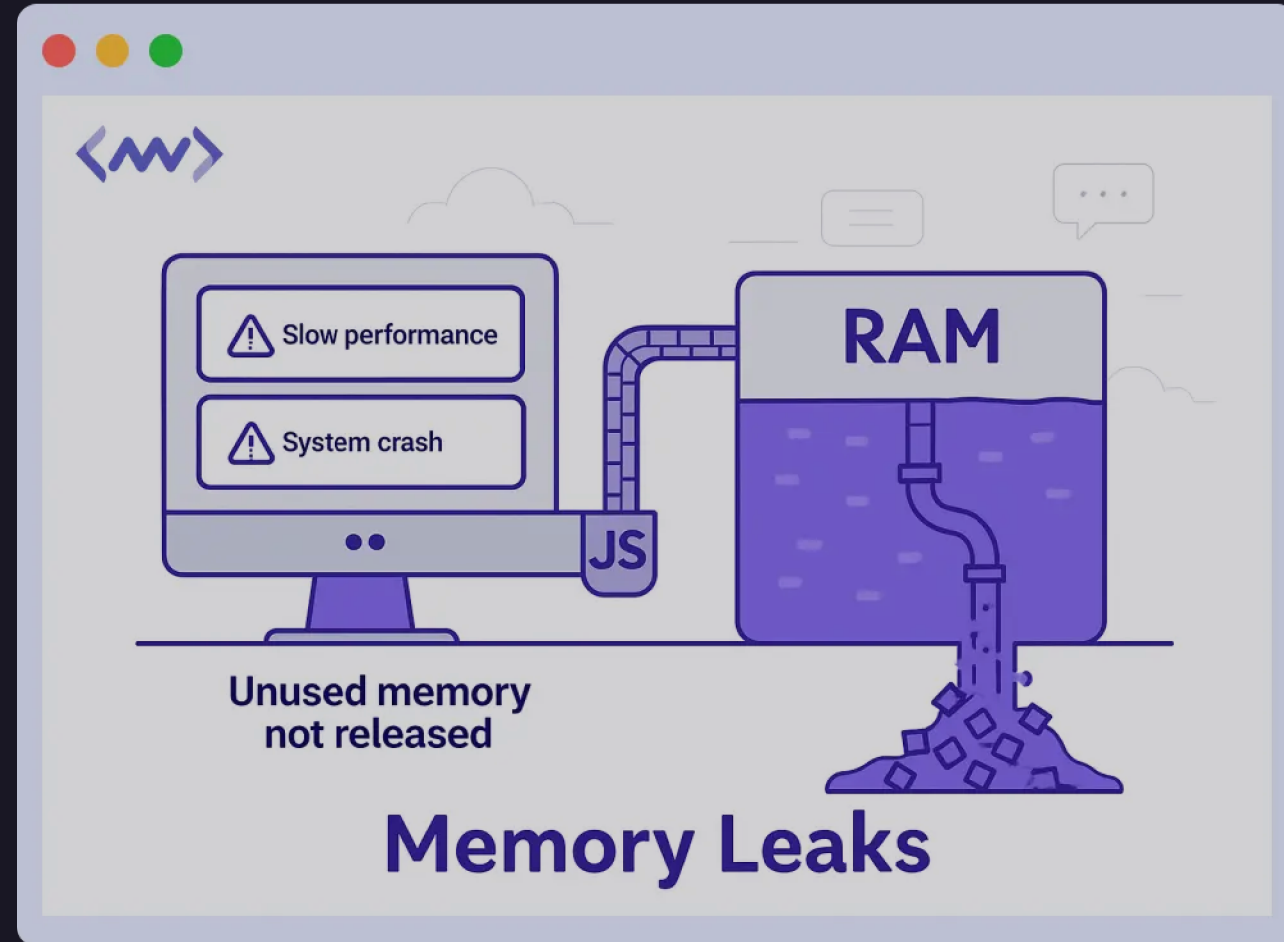 Slow performance
System crash
JS
RAM
Unused memory
not released
Memory Leaks